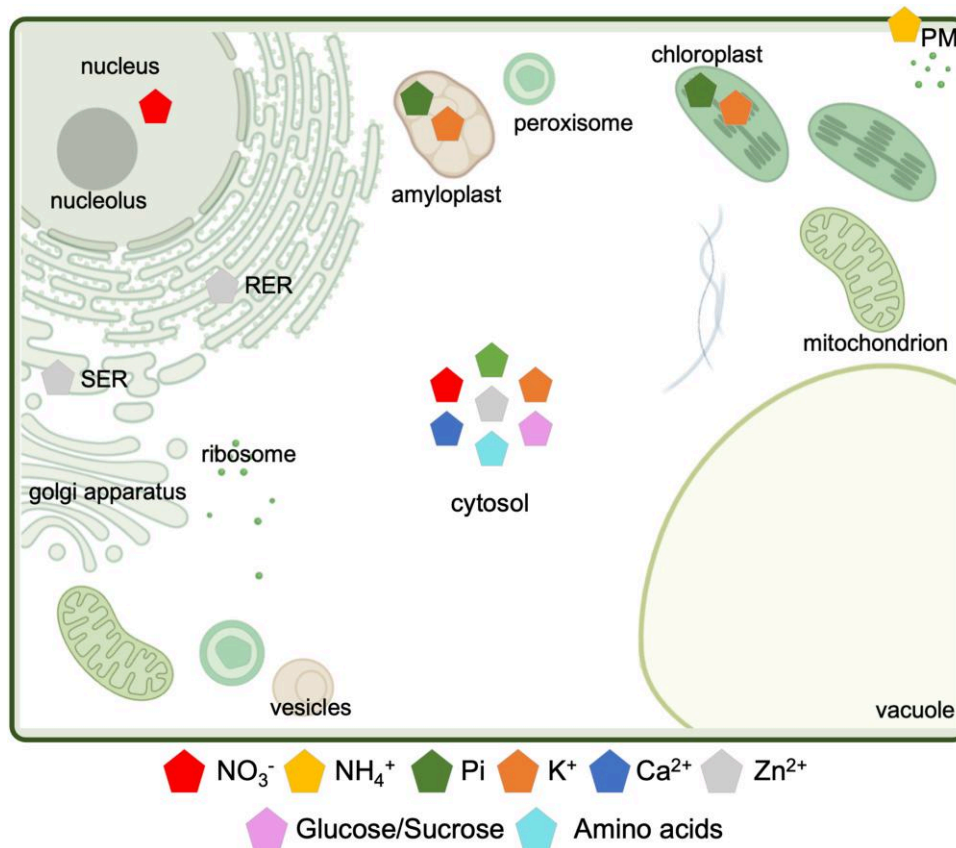 PM
nucleus
chloroplast
peroxisome
nucleolus
amyloplast
RER
mitochondrion
SER
ribosome
golgi apparatus
cytosol
vesicles
vacuole
NO₃⁻ NH₄⁺ Pi K⁺ Ca²⁺ Zn²⁺
Glucose/Sucrose Amino acids